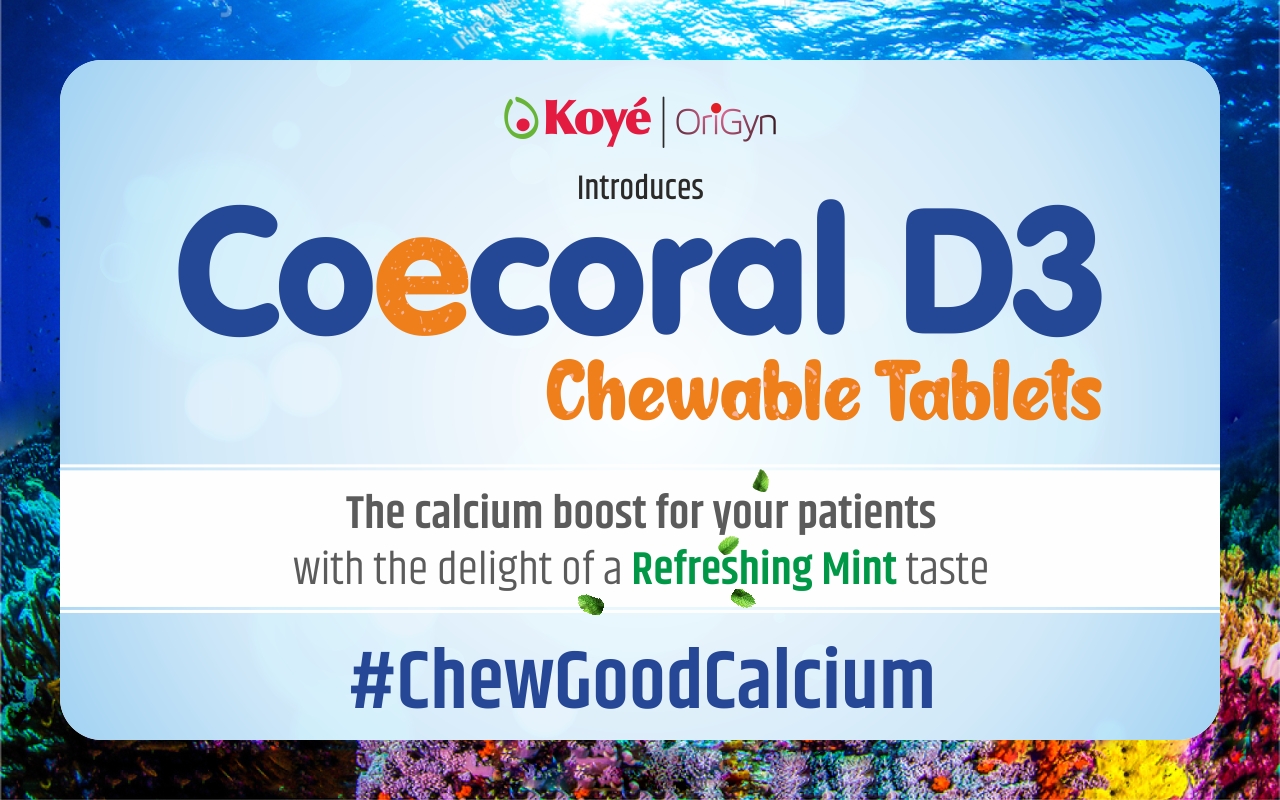 Koyé | OriGyn
Introduces
Coecoral D3
Chewable Tablets
The calcium boost for your patients
with the delight of a Refreshing Mint taste
#ChewGoodCalcium